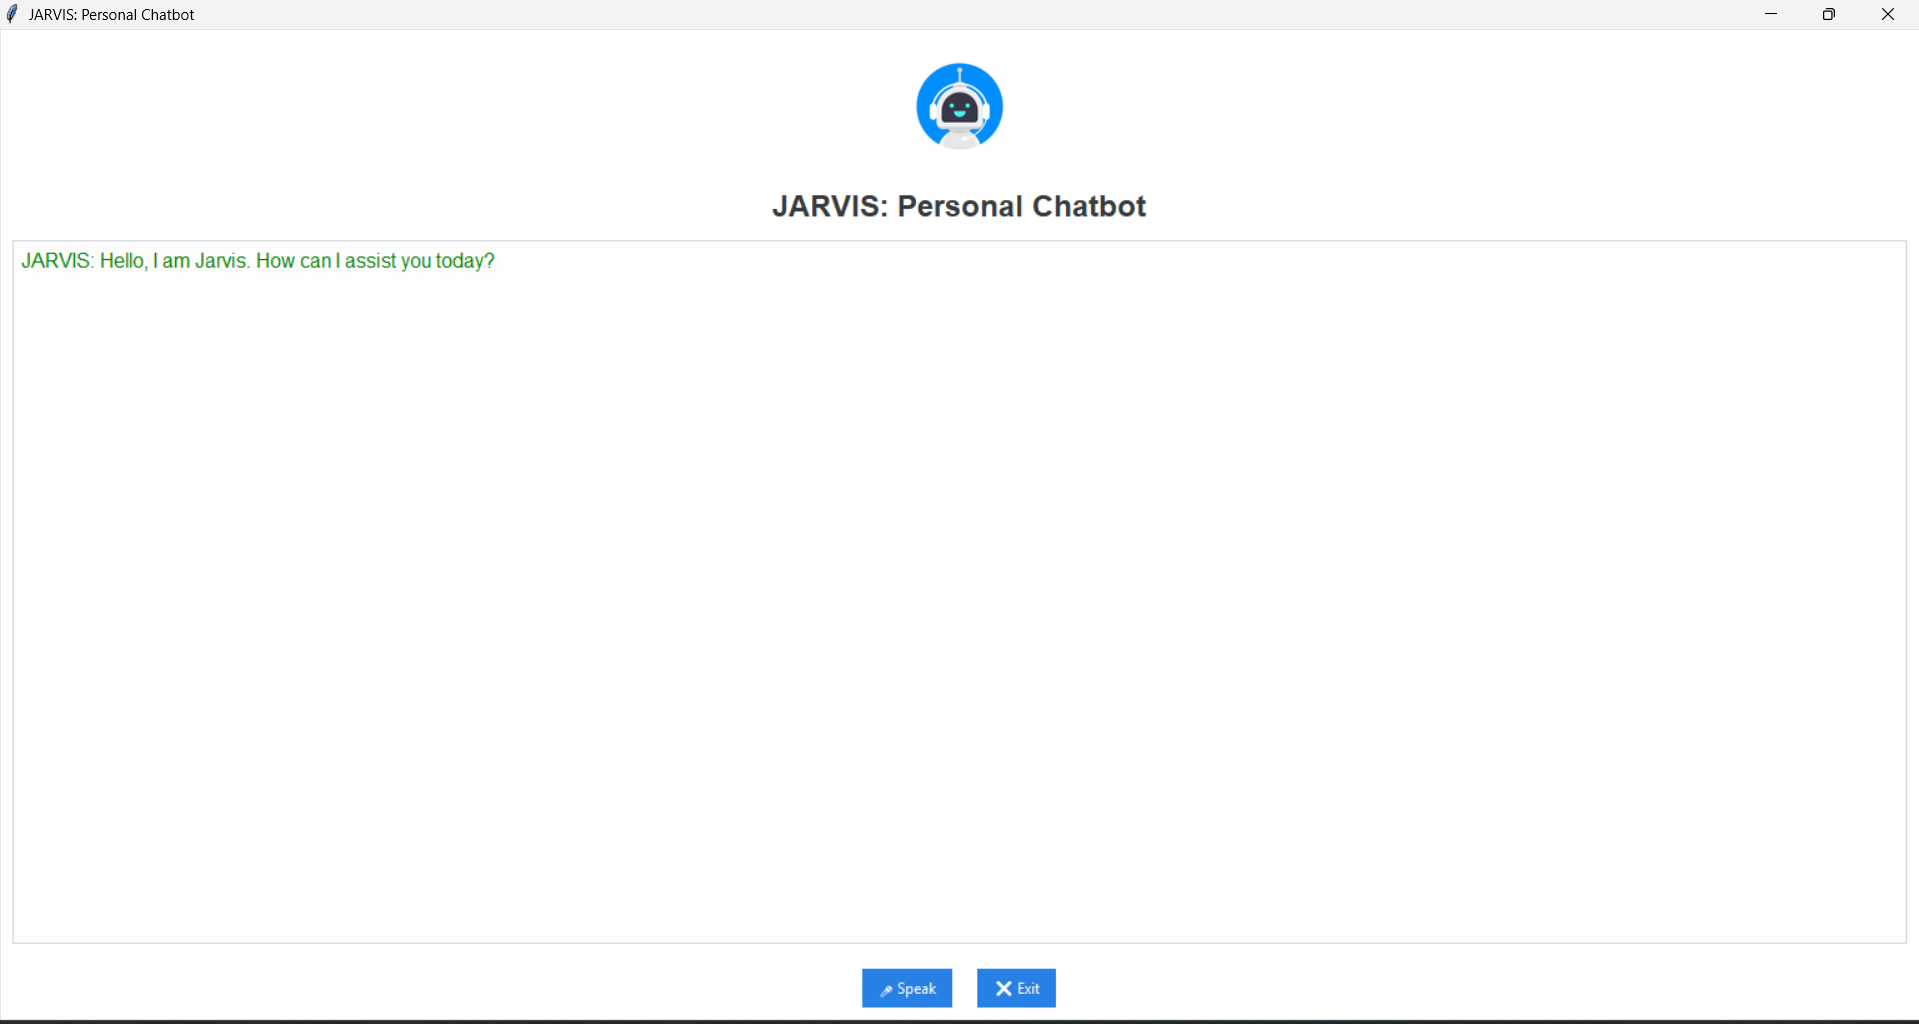 JARVIS: Personal Chatbot
JARVIS: Personal Chatbot
JARVIS: Hello, I am Jarvis. How can I assist you today?
Speak
Exit